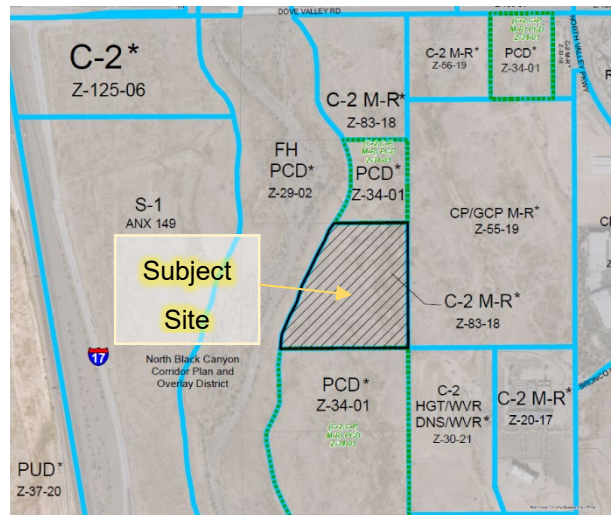 DOVE VALLEY RD
C-2*
Z-125-06
C-2 M-R*
Z-56-19
PCD*
Z-34-01
NORTH VALLEY PKWY
C-2 M-R*
Z-83-18
FH
PCD*
Z-29-02
PCD*
Z-34-01
S-1
ANX 149
CP/GCP M-R*
Z-55-19
Subject
Site
C-2 M-R*
Z-83-18
17
North Black Canyon
Corridor Plan and
Overlay District
PCD*
Z-34-01
C-2
HGT/WVR
DNS/WVR*
Z-30-21
C-2 M-R*
Z-20-17
PUD*
Z-37-20